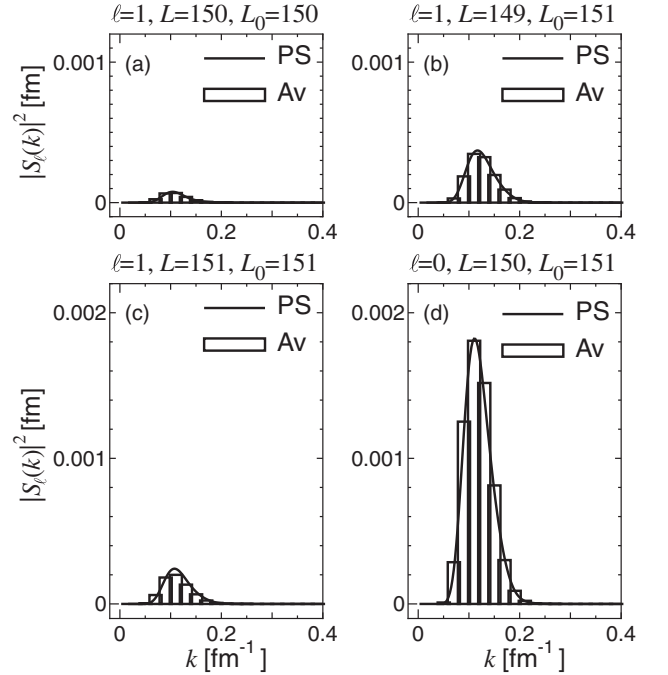 ℓ=1, L=150, L₀=150
ℓ=1, L=149, L₀=151
|Sℓ(k)|² [fm]
0.001
0
(a)
PS
Av
0
0.2
0.4
0.001
0
(b)
PS
Av
0
0.2
0.4
ℓ=1, L=151, L₀=151
ℓ=0, L=150, L₀=151
|Sℓ(k)|² [fm]
0.002
0.001
0
(c)
PS
Av
0
0.2
0.4
k [fm⁻¹]
0.002
0.001
0
(d)
PS
Av
0
0.2
0.4
k [fm⁻¹]